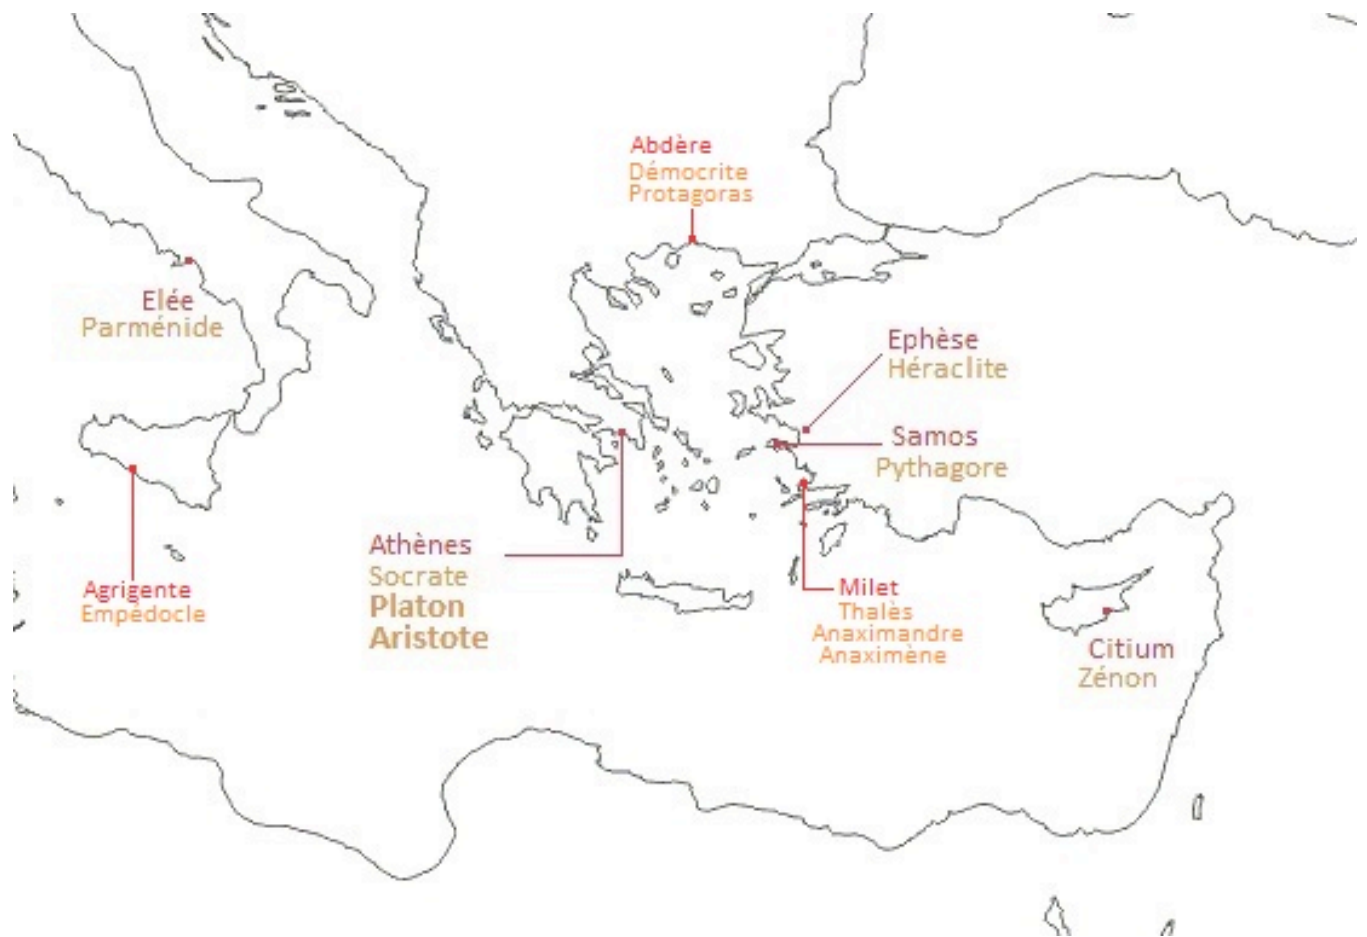 Abdère
Démocrite
Protagoras
Elée
Parménide
Ephèse
Héraclite
Samos
Pythagore
Athènes
Socrate
Platon
Aristote
Agrigente
Empédocle
Milet
Thalès
Anaximandre
Anaximène
Citium
Zénon